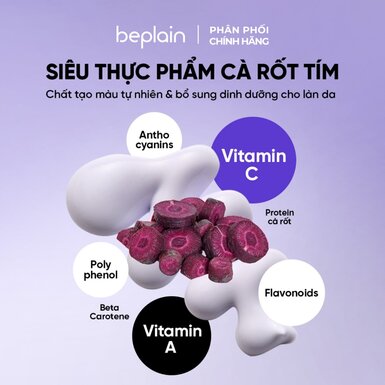 beplain
PHÂN PHỐI
CHÍNH HÃNG
SIÊU THỰC PHẨM CÀ RỐT TÍM
Chất tạo màu tự nhiên & bổ sung dinh dưỡng cho làn da
Antho
cyanins
Vitamin
C
Protein
cà rốt
Poly
phenol
Flavonoids
Beta
Carotene
Vitamin
A